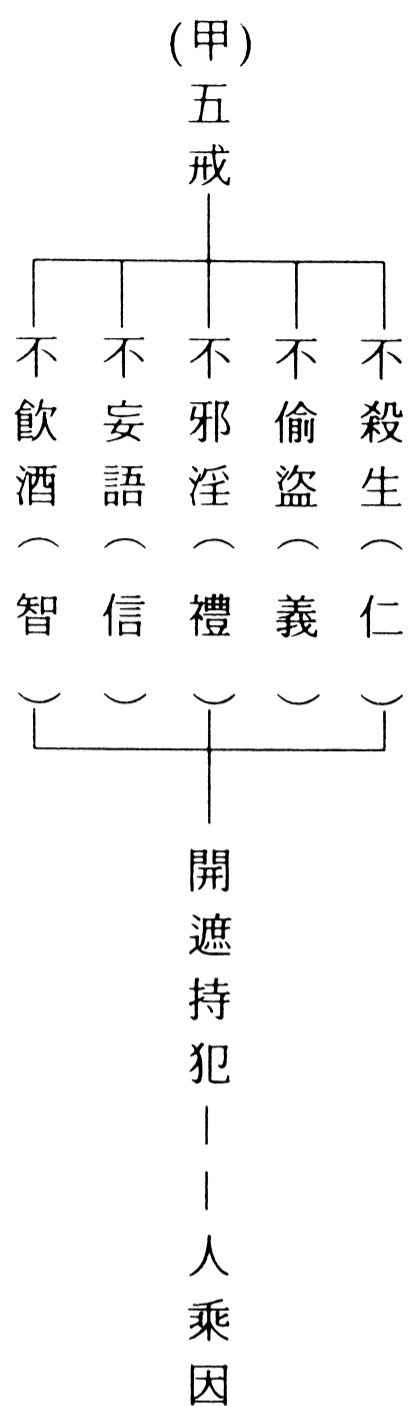 (甲)五戒
不殺生(仁)
不偷盜(義)
不邪淫(禮)
不妄語(信)
不飲酒(智)
開遮持犯——人乘因